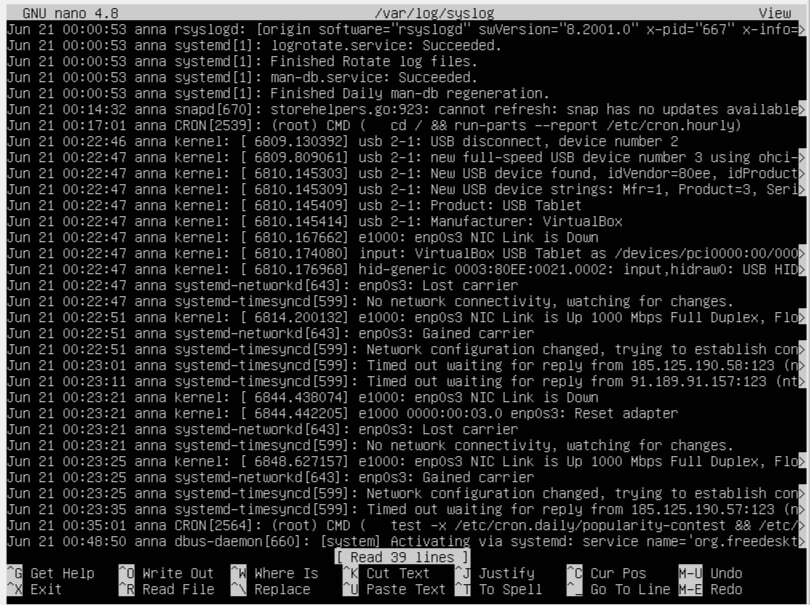 GNU nano 4.8 /var/log/syslog View
Jun 21 00:00:53 anna rsyslogd: [origin software="rsyslogd" swVersion="8.2001.0" x-pid="667" x-info=>
Jun 21 00:00:53 anna systemd[1]: logrotate.service: Succeeded.
Jun 21 00:00:53 anna systemd[1]: Finished Rotate log files.
Jun 21 00:00:53 anna systemd[1]: man-db.service: Succeeded.
Jun 21 00:00:53 anna systemd[1]: Finished Daily man-db regeneration.
Jun 21 00:14:32 anna snapd[670]: storehelpers.go:923: cannot refresh: snap has no updates available>
Jun 21 00:17:01 anna CRON[2539]: (root) CMD (   cd / && run-parts --report /etc/cron.hourly)
Jun 21 00:22:46 anna kernel: [ 6809.130392] usb 2-1: USB disconnect, device number 2
Jun 21 00:22:47 anna kernel: [ 6809.809061] usb 2-1: new full-speed USB device number 3 using ohci->
Jun 21 00:22:47 anna kernel: [ 6810.145303] usb 2-1: New USB device found, idVendor=80ee, idProduct>
Jun 21 00:22:47 anna kernel: [ 6810.145309] usb 2-1: New USB device strings: Mfr=1, Product=3, Seri>
Jun 21 00:22:47 anna kernel: [ 6810.145409] usb 2-1: Product: USB Tablet
Jun 21 00:22:47 anna kernel: [ 6810.145414] usb 2-1: Manufacturer: VirtualBox
Jun 21 00:22:47 anna kernel: [ 6810.167662] e1000: enp0s3 NIC Link is Down
Jun 21 00:22:47 anna kernel: [ 6810.174080] input: VirtualBox USB Tablet as /devices/pci0000:00/000>
Jun 21 00:22:47 anna kernel: [ 6810.176968] hid-generic 0003:80EE:0021.0002: input,hidraw0: USB HID>
Jun 21 00:22:47 anna systemd-networkd[643]: enp0s3: Lost carrier
Jun 21 00:22:47 anna systemd-timesyncd[599]: No network connectivity, watching for changes.
Jun 21 00:22:51 anna kernel: [ 6814.200132] e1000: enp0s3 NIC Link is Up 1000 Mbps Full Duplex, Flo>
Jun 21 00:22:51 anna systemd-networkd[643]: enp0s3: Gained carrier
Jun 21 00:22:51 anna systemd-timesyncd[599]: Network configuration changed, trying to establish con>
Jun 21 00:23:01 anna systemd-timesyncd[599]: Timed out waiting for reply from 185.125.190.58:123 (n>
Jun 21 00:23:11 anna systemd-timesyncd[599]: Timed out waiting for reply from 91.189.91.157:123 (nt>
Jun 21 00:23:21 anna kernel: [ 6844.438074] e1000: enp0s3 NIC Link is Down
Jun 21 00:23:21 anna kernel: [ 6844.442205] e1000 0000:00:03.0 enp0s3: Reset adapter
Jun 21 00:23:21 anna systemd-networkd[643]: enp0s3: Lost carrier
Jun 21 00:23:21 anna systemd-timesyncd[599]: No network connectivity, watching for changes.
Jun 21 00:23:25 anna kernel: [ 6848.627157] e1000: enp0s3 NIC Link is Up 1000 Mbps Full Duplex, Flo>
Jun 21 00:23:25 anna systemd-networkd[643]: enp0s3: Gained carrier
Jun 21 00:23:25 anna systemd-timesyncd[599]: Network configuration changed, trying to establish con>
Jun 21 00:23:35 anna systemd-timesyncd[599]: Timed out waiting for reply from 185.125.190.57:123 (n>
Jun 21 00:35:01 anna CRON[2564]: (root) CMD (   test -x /etc/cron.daily/popularity-contest && /etc/>
Jun 21 00:48:50 anna dbus-daemon[660]: [system] Activating via systemd: service name='org.freedeskt>
[ Read 39 lines ]
^G Get Help ^O Write Out ^W Where Is ^K Cut Text ^J Justify ^C Cur Pos M-U Undo
^X Exit ^R Read File ^\ Replace ^U Paste Text ^T To Spell ^_ Go To Line M-E Redo